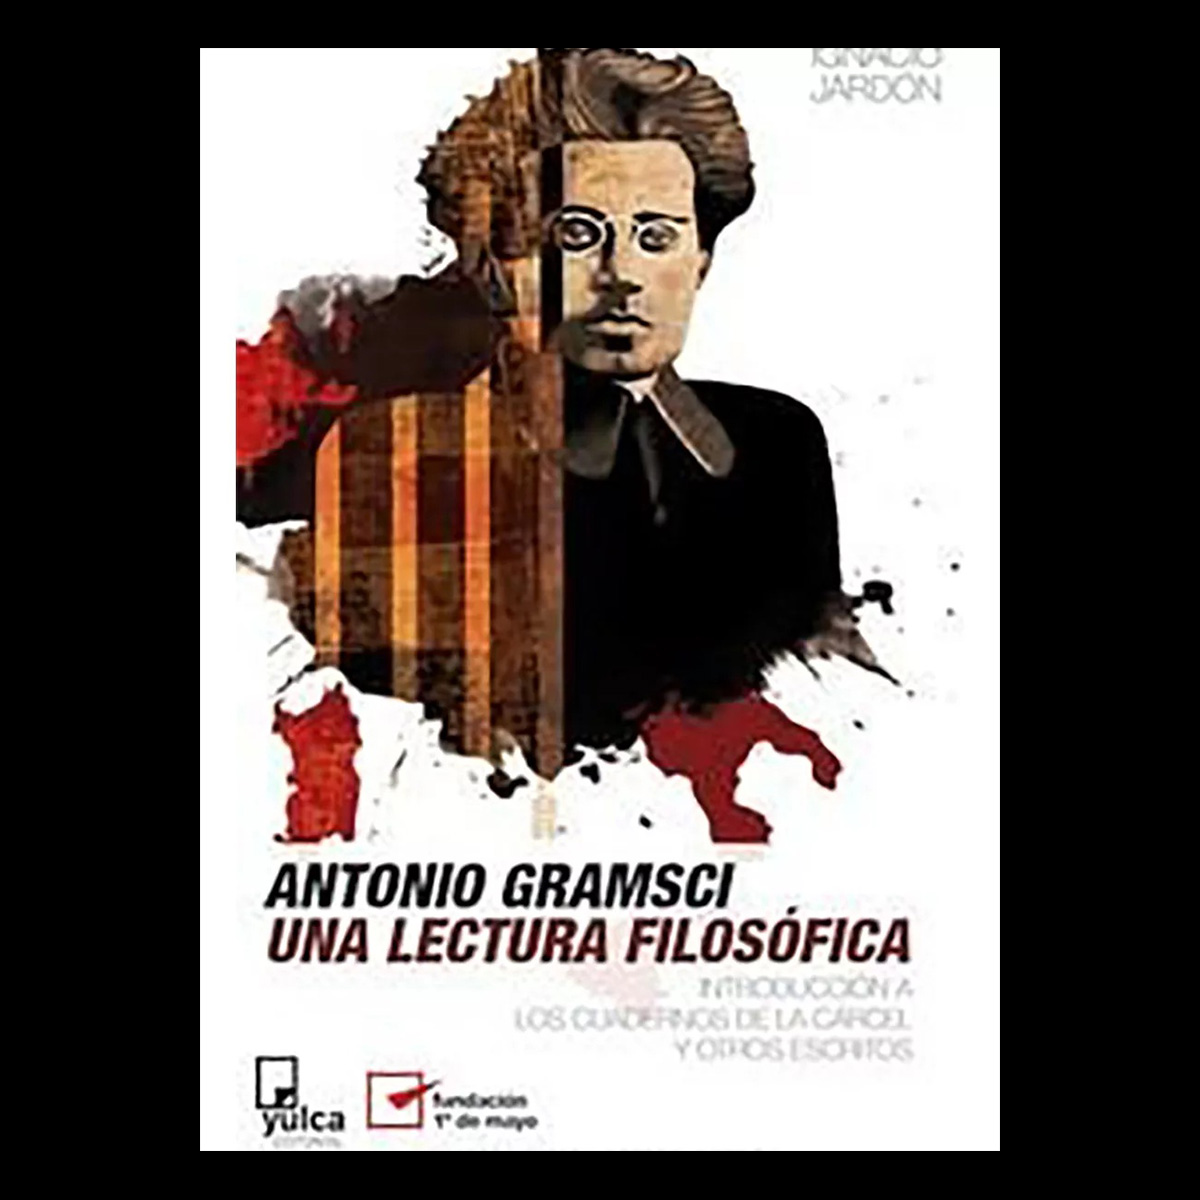 IGNACIO
JARDÓN
ANTONIO GRAMSCI
UNA LECTURA FILOSÓFICA
INTRODUCCIÓN A
LOS CUADERNOS DE LA CÁRCEL
Y OTROS ESCRITOS
yulca
EDITORIAL
fundación
1º de mayo